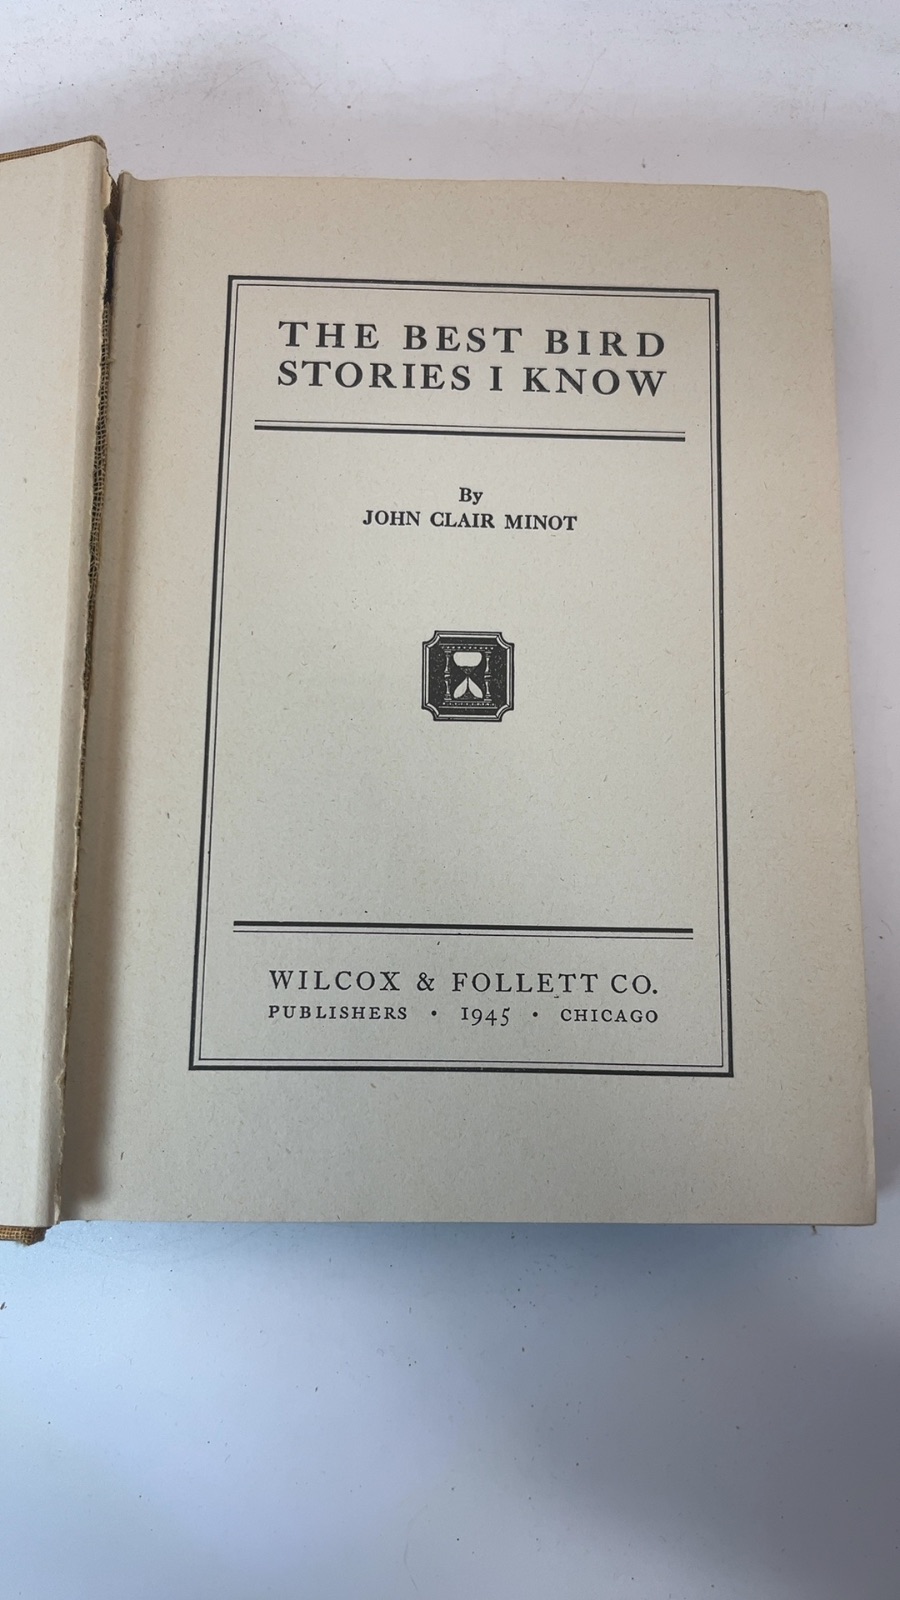 THE BEST BIRD
STORIES I KNOW
By
JOHN CLAIR MINOT
WILCOX & FOLLETT CO.
PUBLISHERS · 1945 · CHICAGO